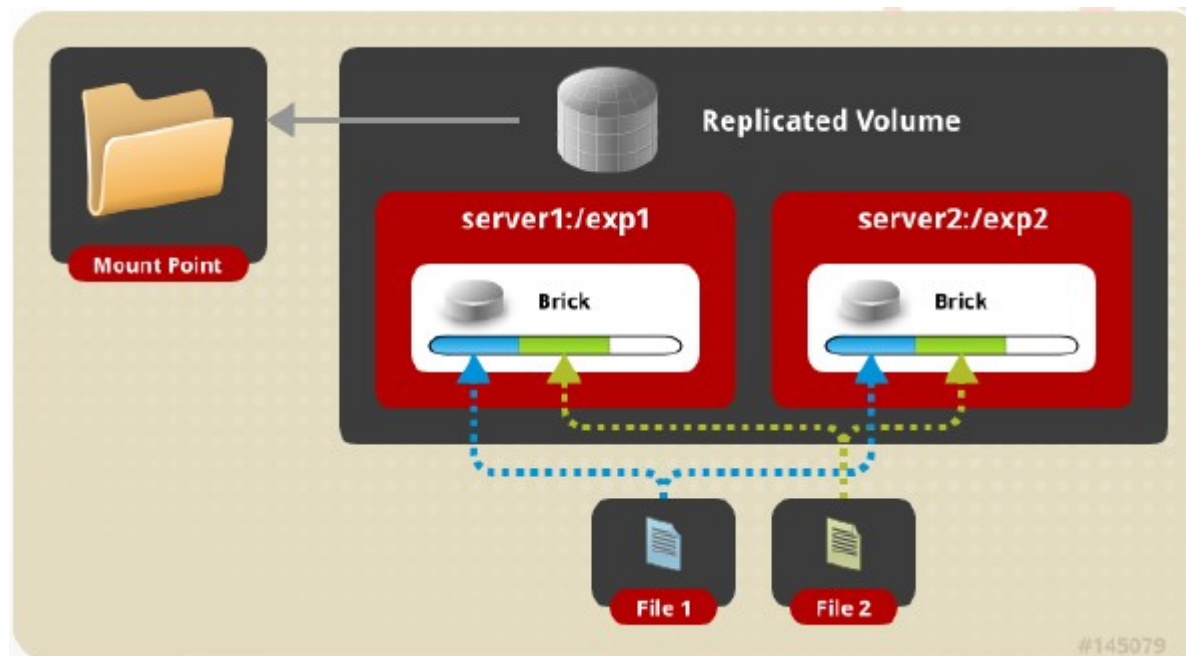 Replicated Volume
Mount Point
server1:/exp1
server2:/exp2
Brick
Brick
File 1
File 2
#145079